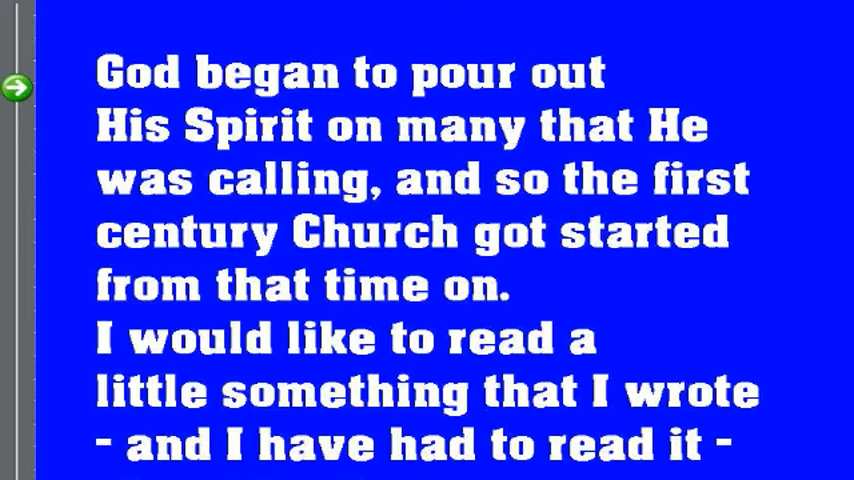 God began to pour out
His Spirit on many that He
was calling, and so the first
century Church got started
from that time on.
I would like to read a
little something that I wrote
- and I have had to read it -